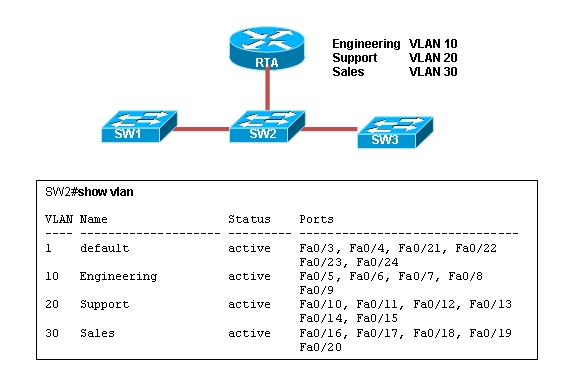 Engineering VLAN 10
Support VLAN 20
Sales VLAN 30
RTA
SW1
SW2
SW3
SW2#show vlan
VLAN Name Status Ports
---- -------------------- --------- -----------------------------
1 default active Fa0/3, Fa0/4, Fa0/21, Fa0/22
Fa0/23, Fa0/24
10 Engineering active Fa0/5, Fa0/6, Fa0/7, Fa0/8
Fa0/9
20 Support active Fa0/10, Fa0/11, Fa0/12, Fa0/13
Fa0/14, Fa0/15
30 Sales active Fa0/16, Fa0/17, Fa0/18, Fa0/19
Fa0/20